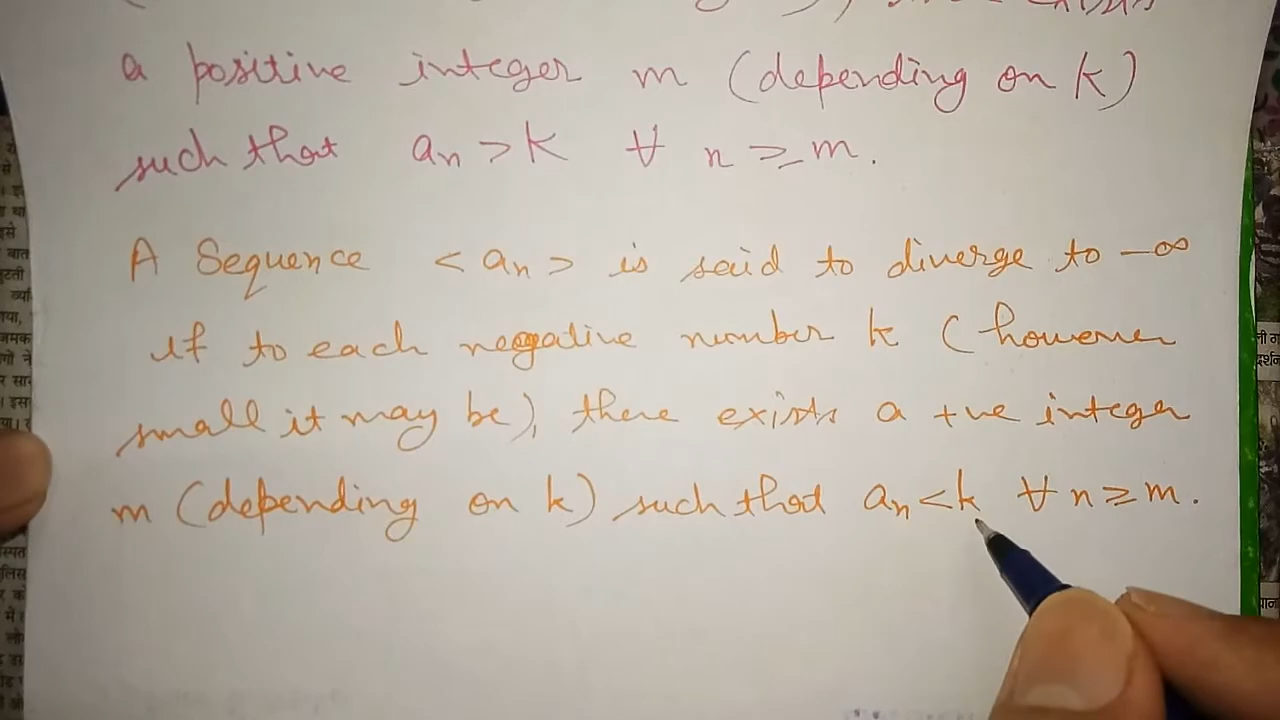 a positive integer m (depending on k)
such that an > k ∀ n ≥ m.
A Sequence < an > is said to diverge to -∞
if to each negative number k (however
small it may be), there exists a +ve integer
m (depending on k) such that an < k ∀ n ≥ m.